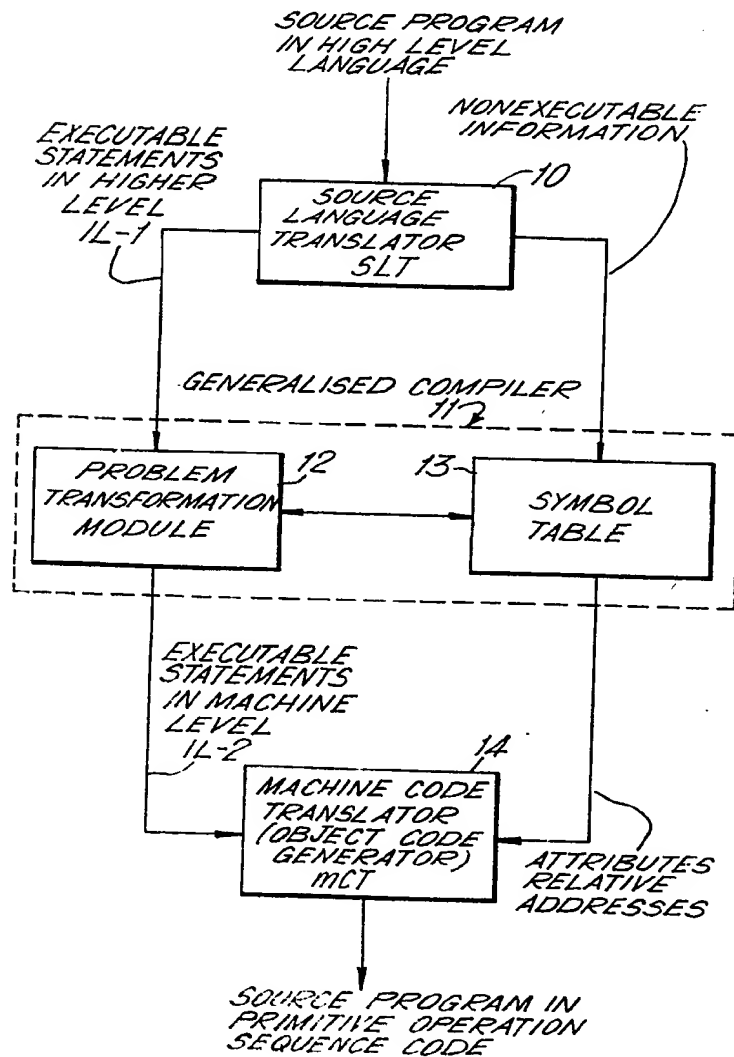 SOURCE PROGRAM
IN HIGH LEVEL
LANGUAGE
NONEXECUTABLE
INFORMATION
EXECUTABLE
STATEMENTS
IN HIGHER
LEVEL
IL-1
10
SOURCE
LANGUAGE
TRANSLATOR
SLT
GENERALISED COMPILER
11
12
PROBLEM
TRANSFORMATION
MODULE
13
SYMBOL
TABLE
EXECUTABLE
STATEMENTS
IN MACHINE
LEVEL
IL-2
14
MACHINE CODE
TRANSLATOR
(OBJECT CODE
GENERATOR)
mCT
ATTRIBUTES
RELATIVE
ADDRESSES
SOURCE PROGRAM IN
PRIMITIVE OPERATION
SEQUENCE CODE